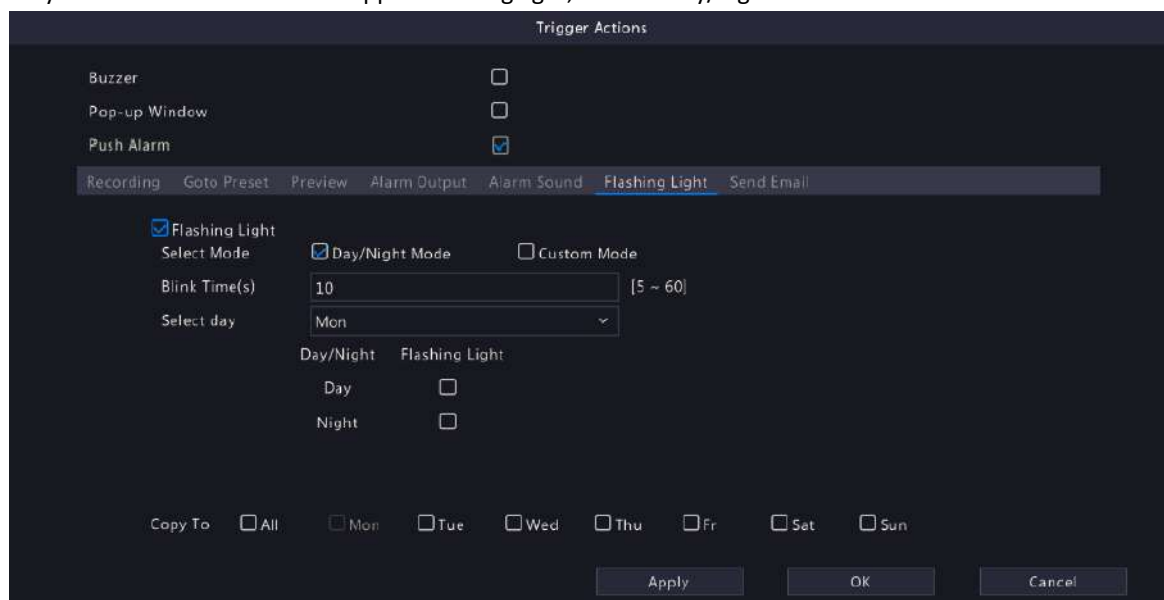 Trigger Actions
Buzzer
Pop-up Window
Push Alarm
Recording Goto Preset Preview Alarm Output Alarm Sound Flashing Light Send Email
Flashing Light
Select Mode Day/Night Mode Custom Mode
Blink Time(s) 10 [5 ~ 60]
Select day Mon
Day/Night Flashing Light
Day
Night
Copy To All Mon Tue Wed Thu Fr Sat Sun
Apply OK Cancel